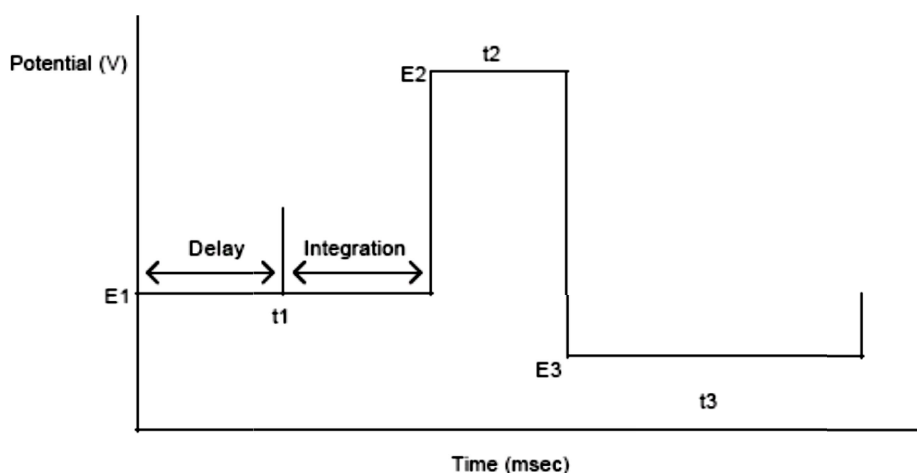 Potential (V)
E2
t2
Delay
Integration
E1
t1
E3
t3
Time (msec)